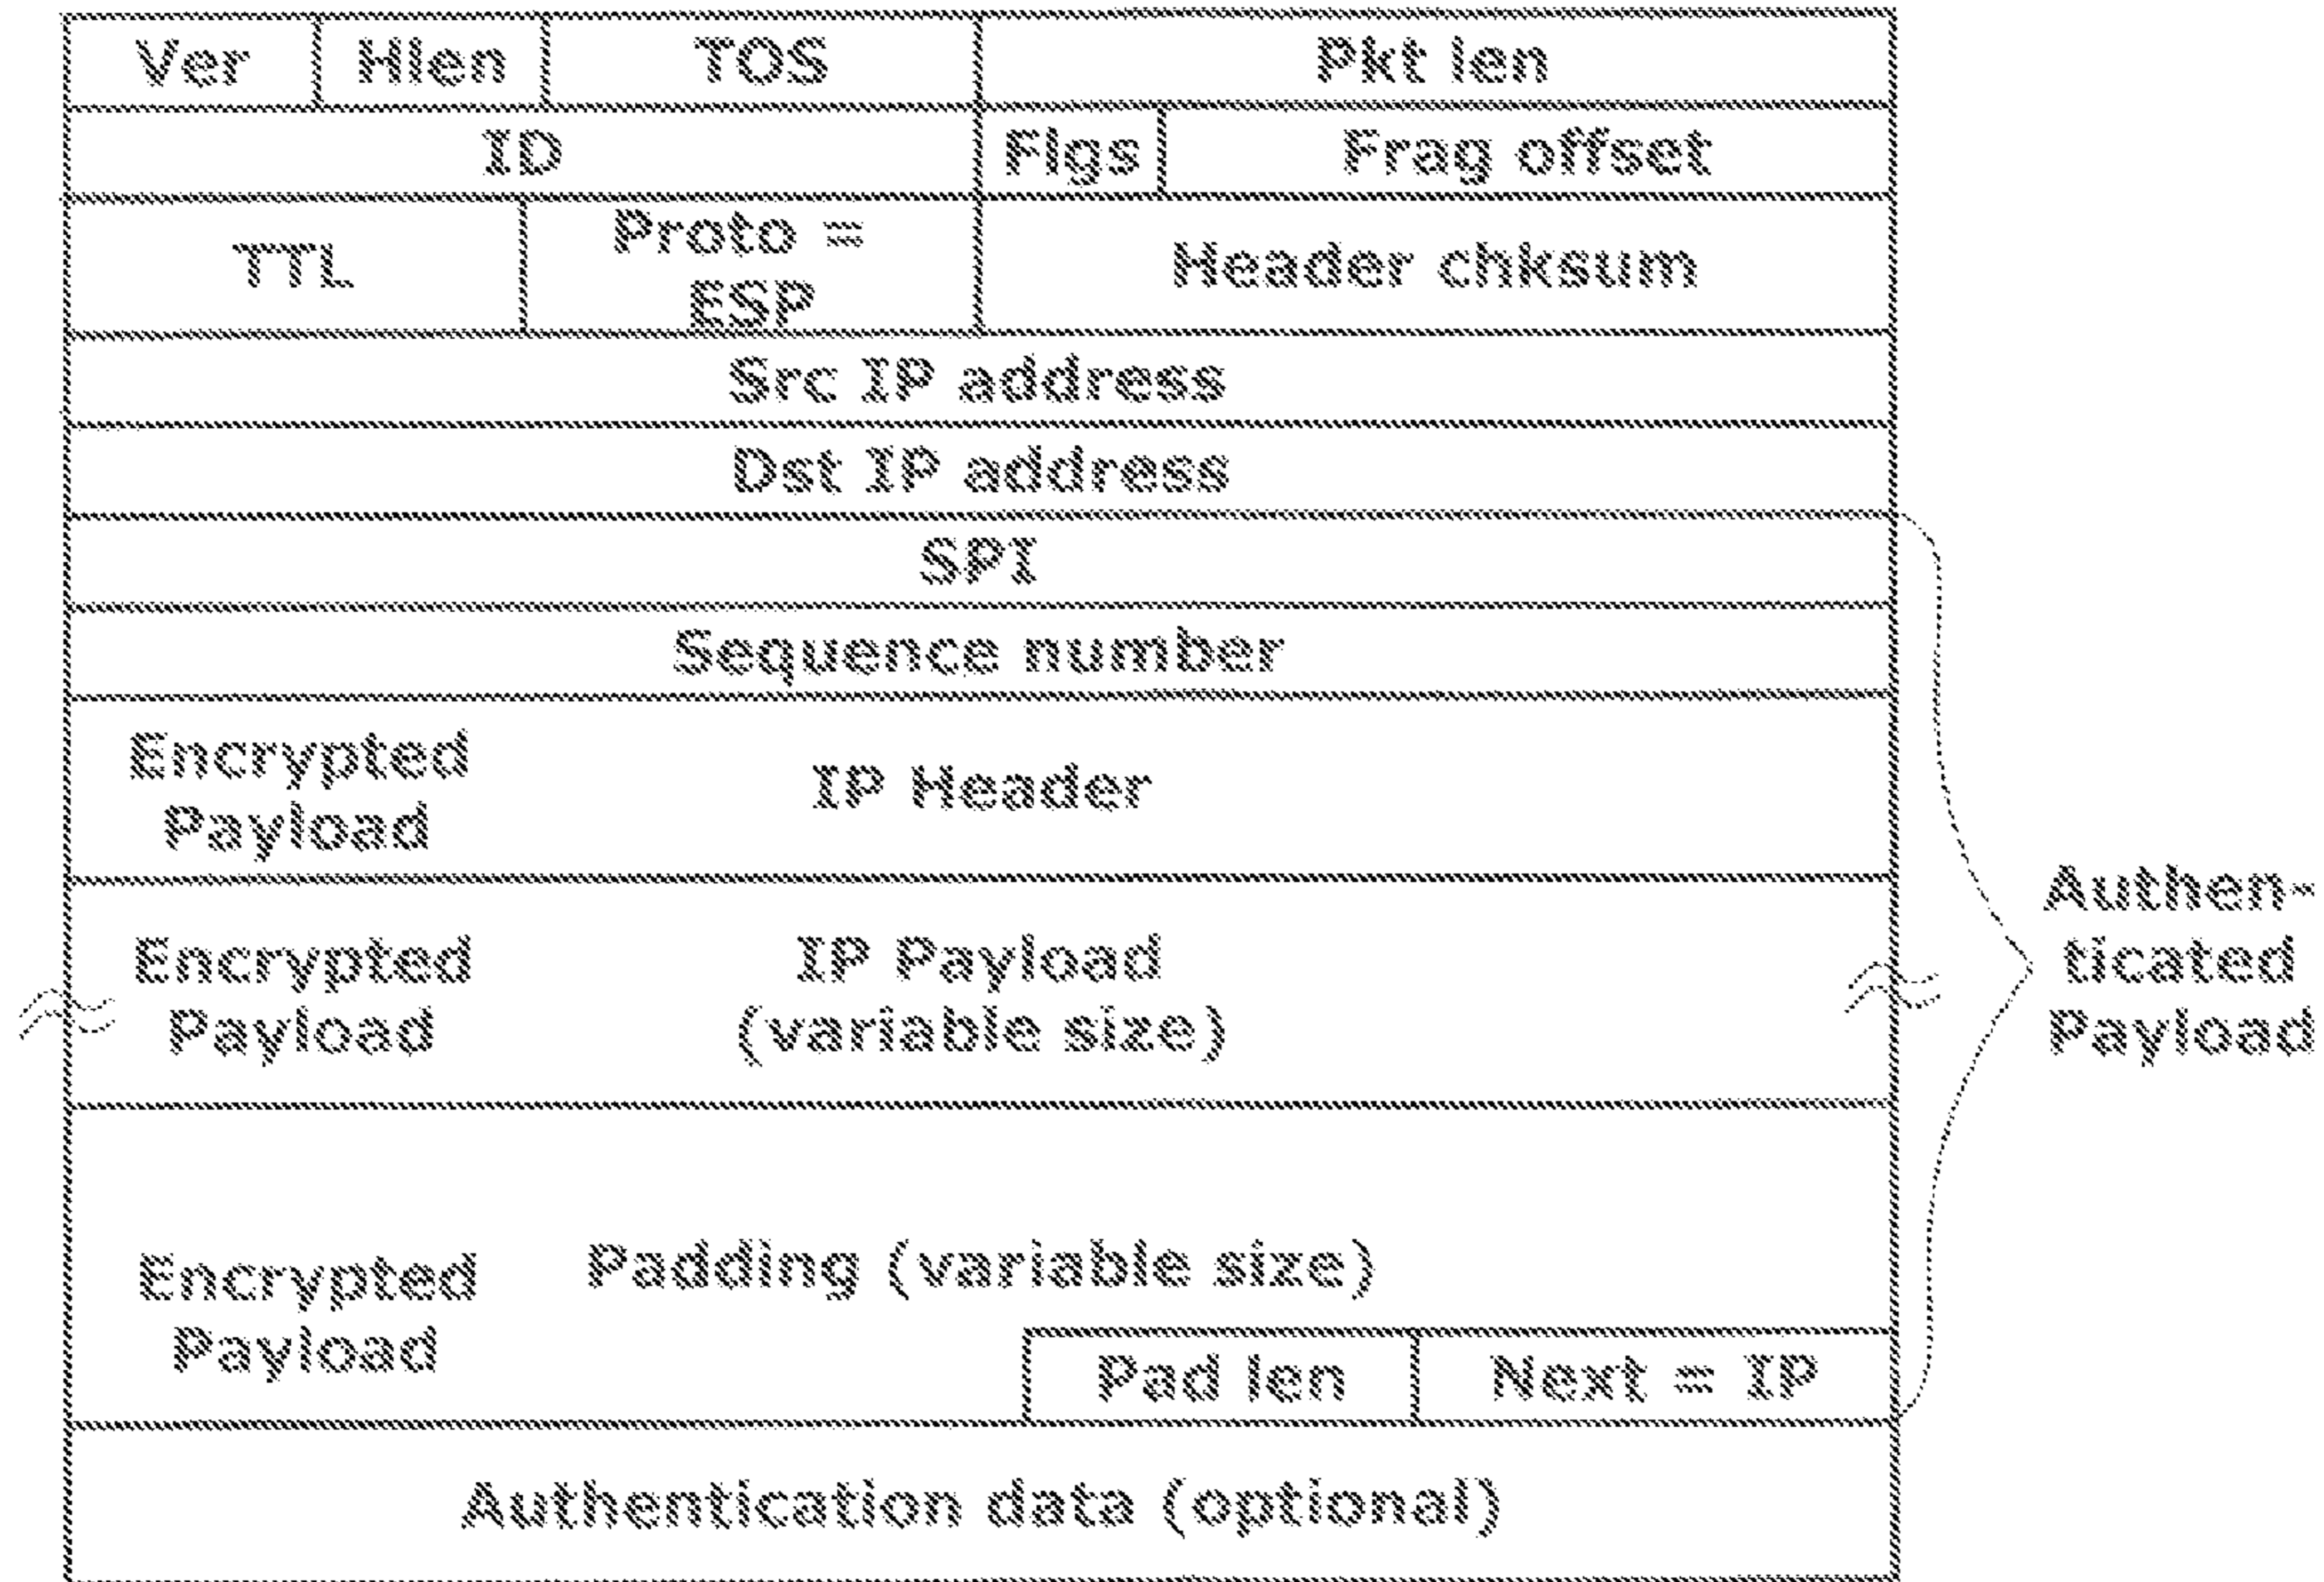 Ver Hlen TOS Pkt len
ID Flgs Frag offset
TTL Proto = ESP Header chksum
Src IP address
Dst IP address
SPI
Sequence number
Encrypted
Payload
IP Header
Encrypted
Payload
IP Payload
(variable size)
Authen-
ticated
Payload
Encrypted
Payload
Padding (variable size)
Pad len Next = IP
Authentication data (optional)